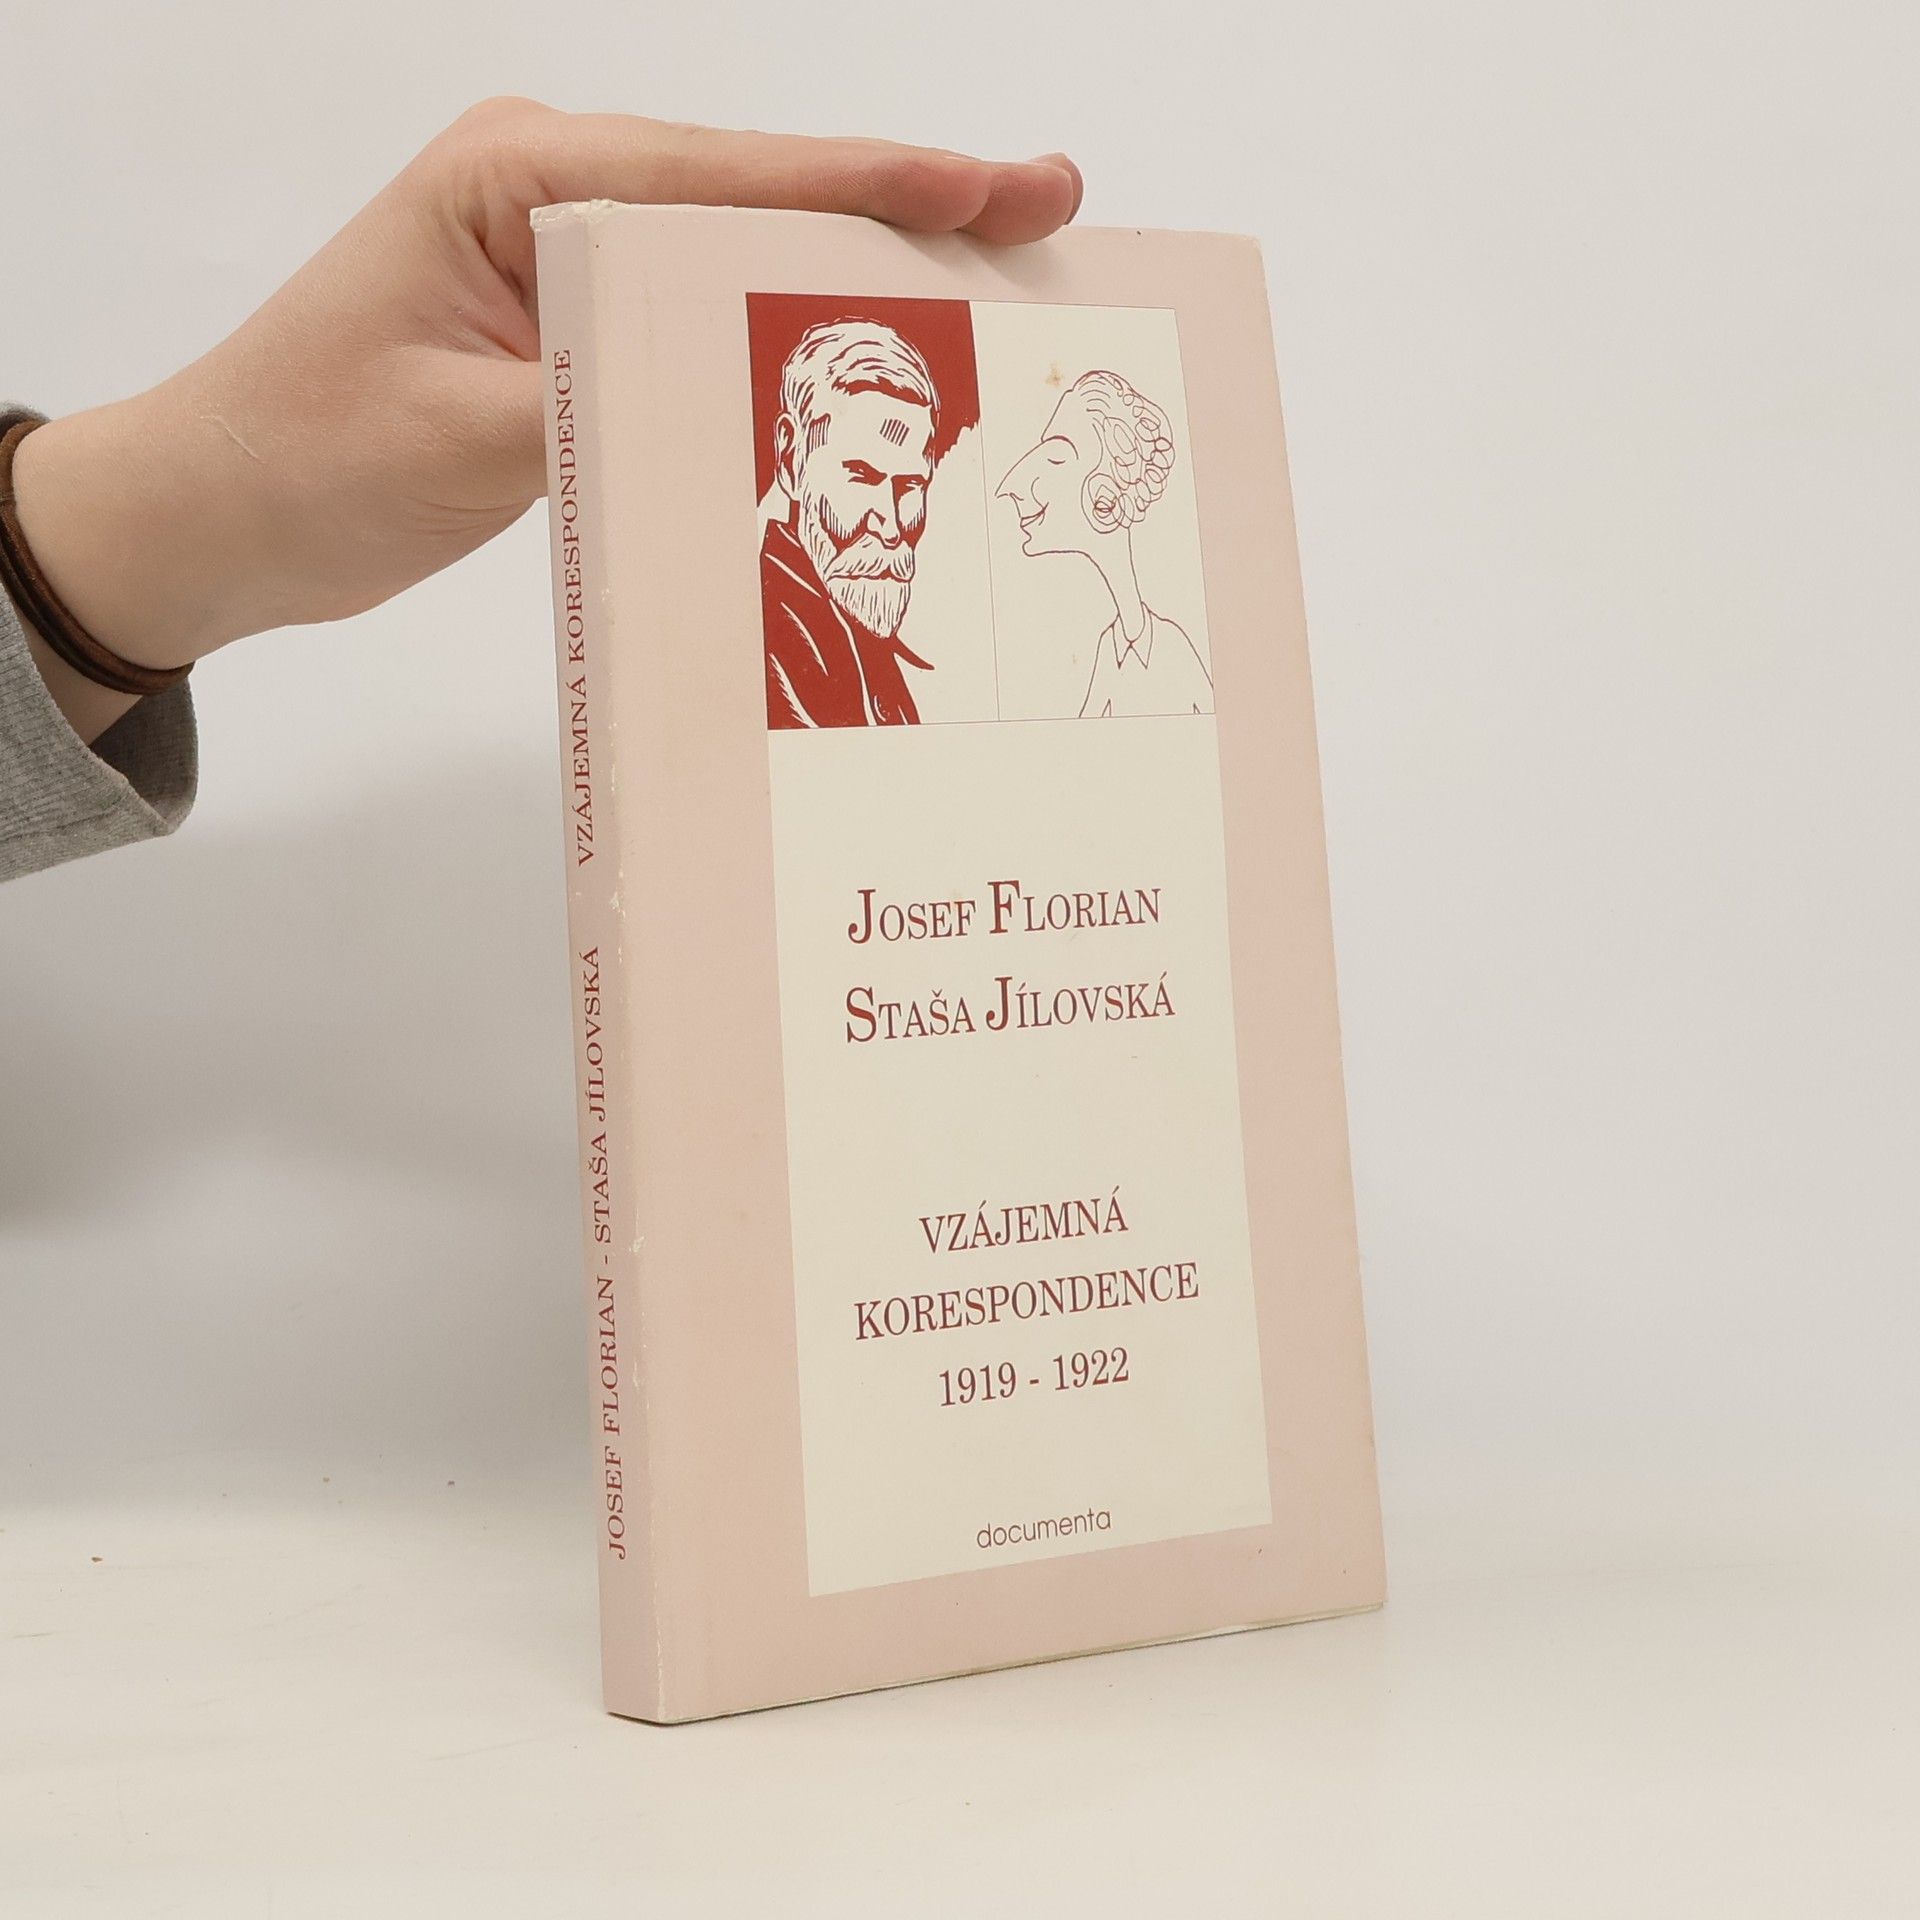 JOSEF FLORIAN - STAŠA JÍLOVSKÁ VZÁJEMNÁ KORESPONDENCE
JOSEF FLORIAN
STAŠA JÍLOVSKÁ
VZÁJEMNÁ
KORESPONDENCE
1919 - 1922
documenta